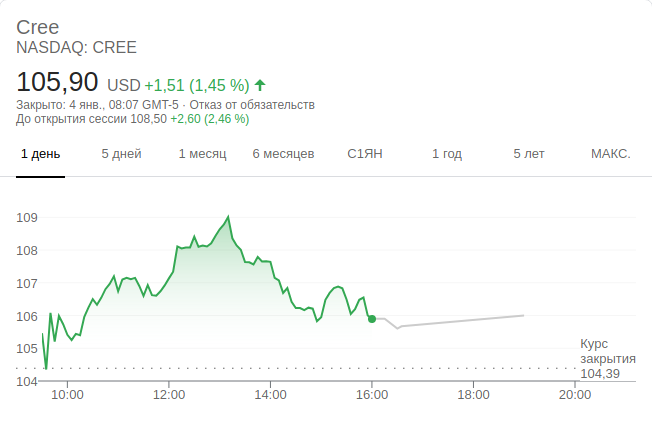 Cree
NASDAQ: CREE
105,90 USD +1,51 (1,45 %)
Закрыто: 4 янв., 08:07 GMT-5 · Отказ от обязательств
До открытия сессии 108,50 +2,60 (2,46 %)
1 день 5 дней 1 месяц 6 месяцев С1ЯН 1 год 5 лет МАКС.
109
108
107
106
105
104
Курс
закрытия
104,39
10:00 12:00 14:00 16:00 18:00 20:00